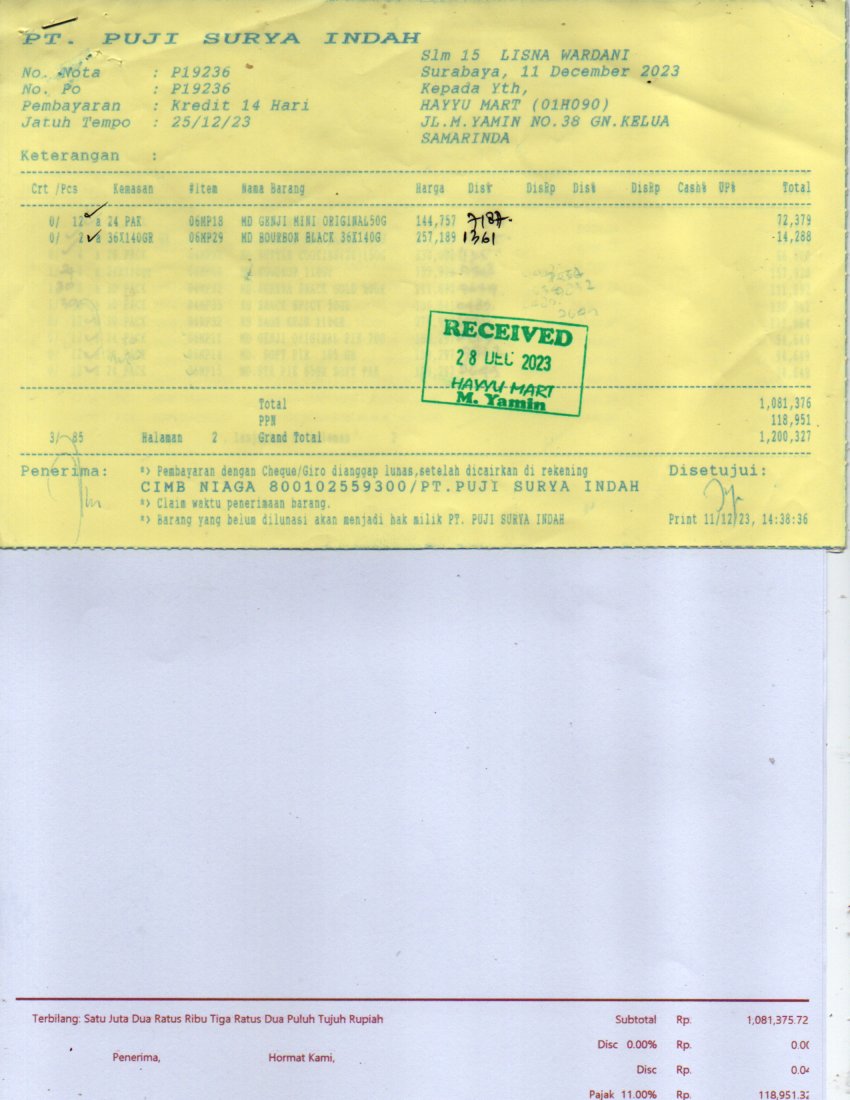 PT. PUJI SURYA INDAH
Slm 15 LISNA WARDANI
No. Nota : P19236
Surabaya, 11 December 2023
No. Po : P19236
Kepada Yth,
Pembayaran : Kredit 14 Hari
HAYYU MART (01H090)
Jatuh Tempo : 25/12/23
JL.M.YAMIN NO.38 GN.KELUA
SAMARINDA
Keterangan :
Crt /Pcs Kemasan #Item Nama Barang Harga Dis% DisRp Dis% DisRp Cash% UP% Total
0/ 12 a 24 PAK 06MP18 MD GENJI MINI ORIGINAL50G 144,757 7187.- 72,379
0/ 2 a 36X140GR 06MP29 MD BOURBON BLACK 36X140G 257,189 1361 14,288
RECEIVED
28 DEC 2023
HAYYU MART
M. Yamin
Total 1,081,376
PPN 118,951
3/ 85 Halaman 2 Grand Total 1,200,327
Penerima: *> Pembayaran dengan Cheque/Giro dianggap lunas,setelah dicairkan di rekening Disetujui:
CIMB NIAGA 800102559300/PT.PUJI SURYA INDAH
*> Claim waktu penerimaan barang.
*> Barang yang belum dilunasi akan menjadi hak milik PT. PUJI SURYA INDAH Print 11/12/23, 14:38:36
Terbilang: Satu Juta Dua Ratus Ribu Tiga Ratus Dua Puluh Tujuh Rupiah Subtotal Rp. 1,081,375.72
Disc 0.00% Rp. 0.00
Penerima, Hormat Kami,
Disc Rp. 0.04
Pajak 11.00% Rp. 118,951.32